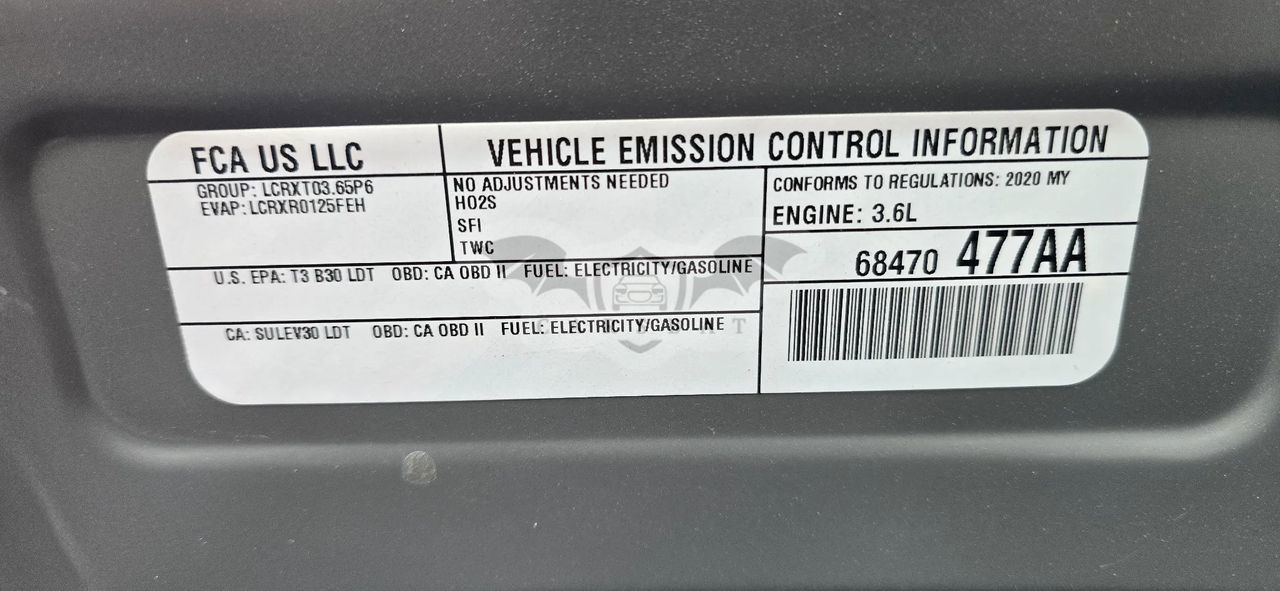 FCA US LLC
VEHICLE EMISSION CONTROL INFORMATION
GROUP: LCRXT03.65P6
EVAP: LCRXR0125FEH
NO ADJUSTMENTS NEEDED
HO2S
SFI
TWC
CONFORMS TO REGULATIONS: 2020 MY
ENGINE: 3.6L
68470 477AA
U.S. EPA: T3 B30 LDT OBD: CA OBD II FUEL: ELECTRICITY/GASOLINE
CA: SULEV30 LDT OBD: CA OBD II FUEL: ELECTRICITY/GASOLINE